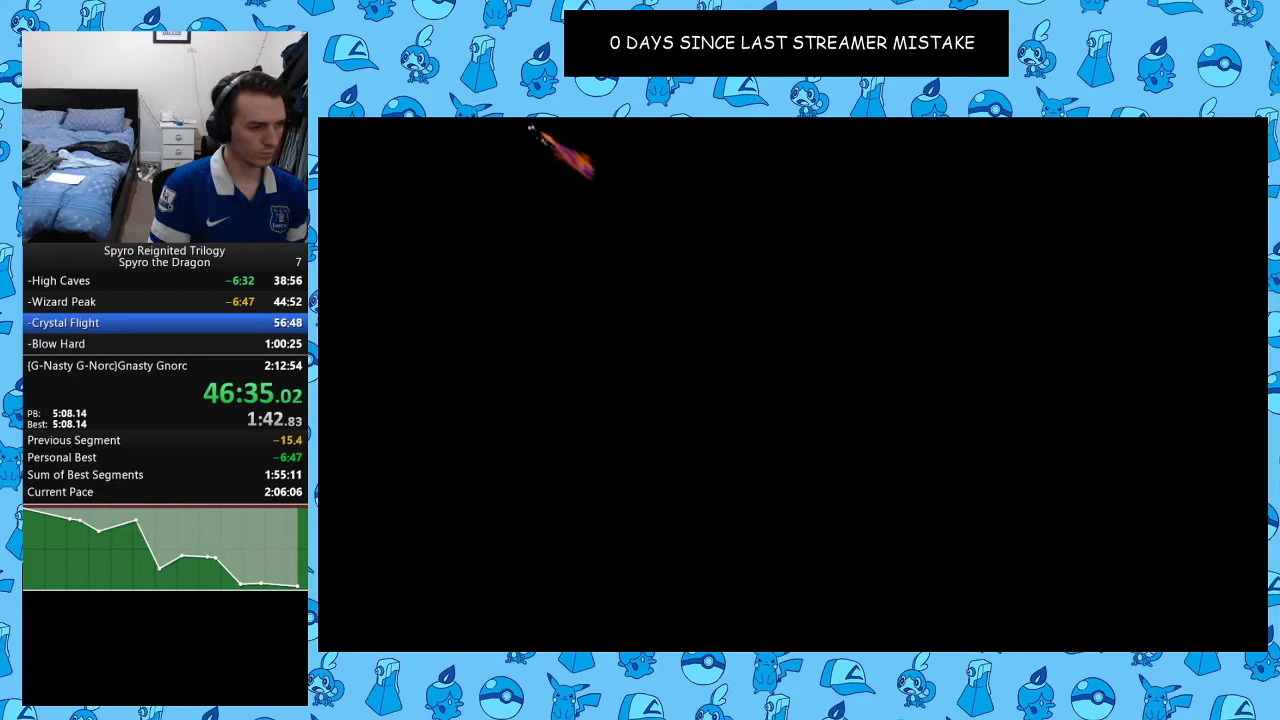 0 DAYS SINCE LAST STREAMER MISTAKE
Spyro Reignited Trilogy
Spyro the Dragon 7
-High Caves -6:32 38:56
-Wizard Peak -6:47 44:52
-Crystal Flight 56:48
-Blow Hard 1:00:25
{G-Nasty G-Norc}Gnasty Gnorc 2:12:54
46:35.02
PB: 5:08.14 1:42.83
Best: 5:08.14
Previous Segment -15.4
Personal Best -6:47
Sum of Best Segments 1:55:11
Current Pace 2:06:06